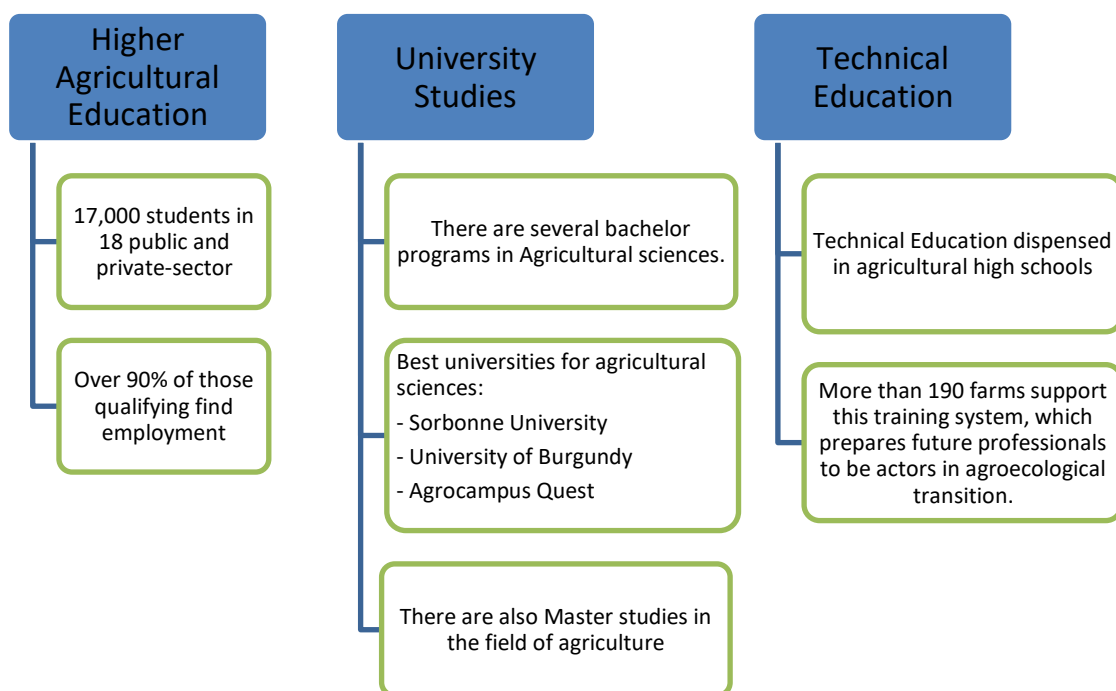 Higher
Agricultural
Education
17,000 students in
18 public and
private-sector
Over 90% of those
qualifying find
employment
University
Studies
There are several bachelor
programs in Agricultural sciences.
Best universities for agricultural
sciences:
- Sorbonne University
- University of Burgundy
- Agrocampus Quest
There are also Master studies in
the field of agriculture
Technical
Education
Technical Education dispensed
in agricultural high schools
More than 190 farms support
this training system, which
prepares future professionals
to be actors in agroecological
transition.